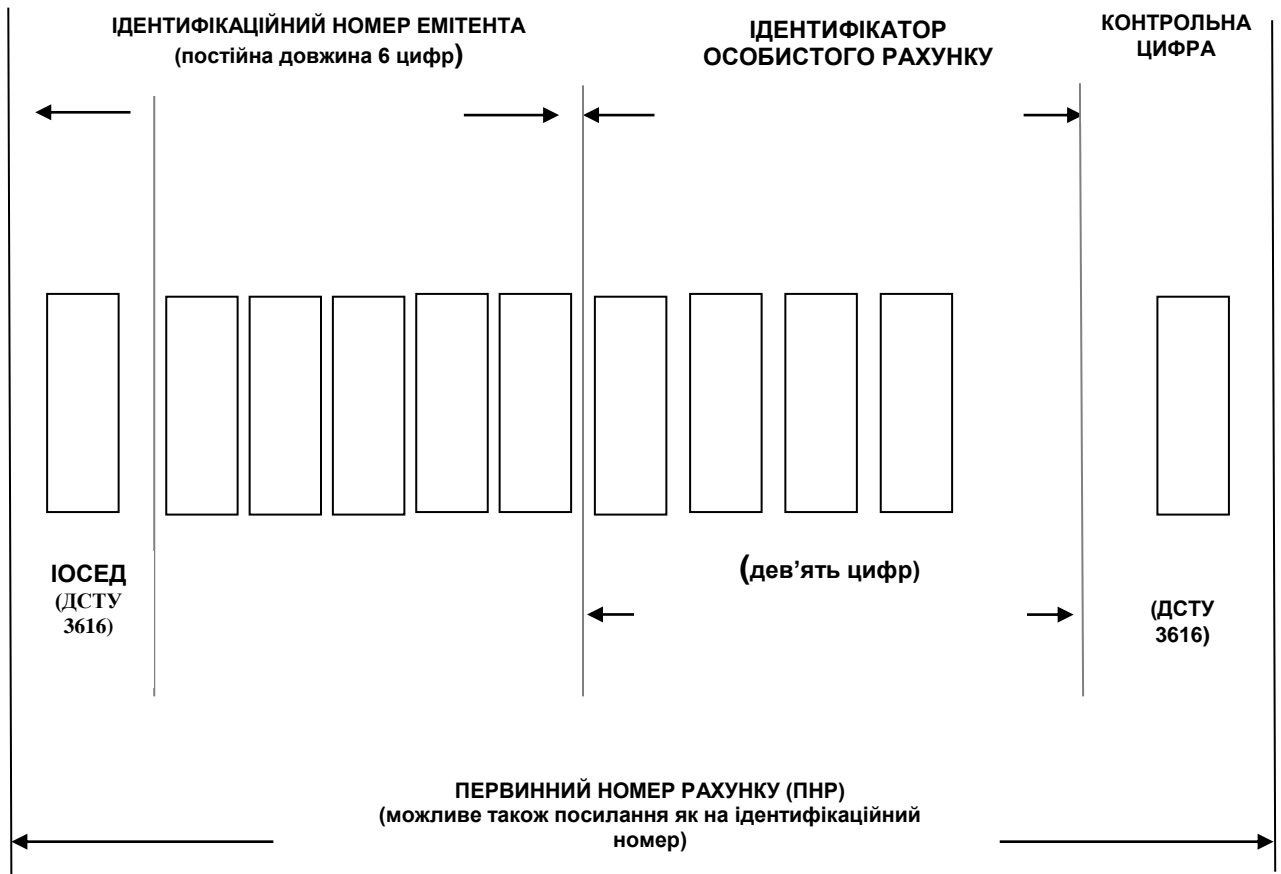 ІДЕНТИФІКАЦІЙНИЙ НОМЕР ЕМІТЕНТА
(постійна довжина 6 цифр)
ІДЕНТИФІКАТОР
ОСОБИСТОГО РАХУНКУ
КОНТРОЛЬНА
ЦИФРА
ІОСЕД
(ДСТУ
3616)
(дев’ять цифр)
(ДСТУ
3616)
ПЕРВИННИЙ НОМЕР РАХУНКУ (ПНР)
(можливе також посилання як на ідентифікаційний
номер)